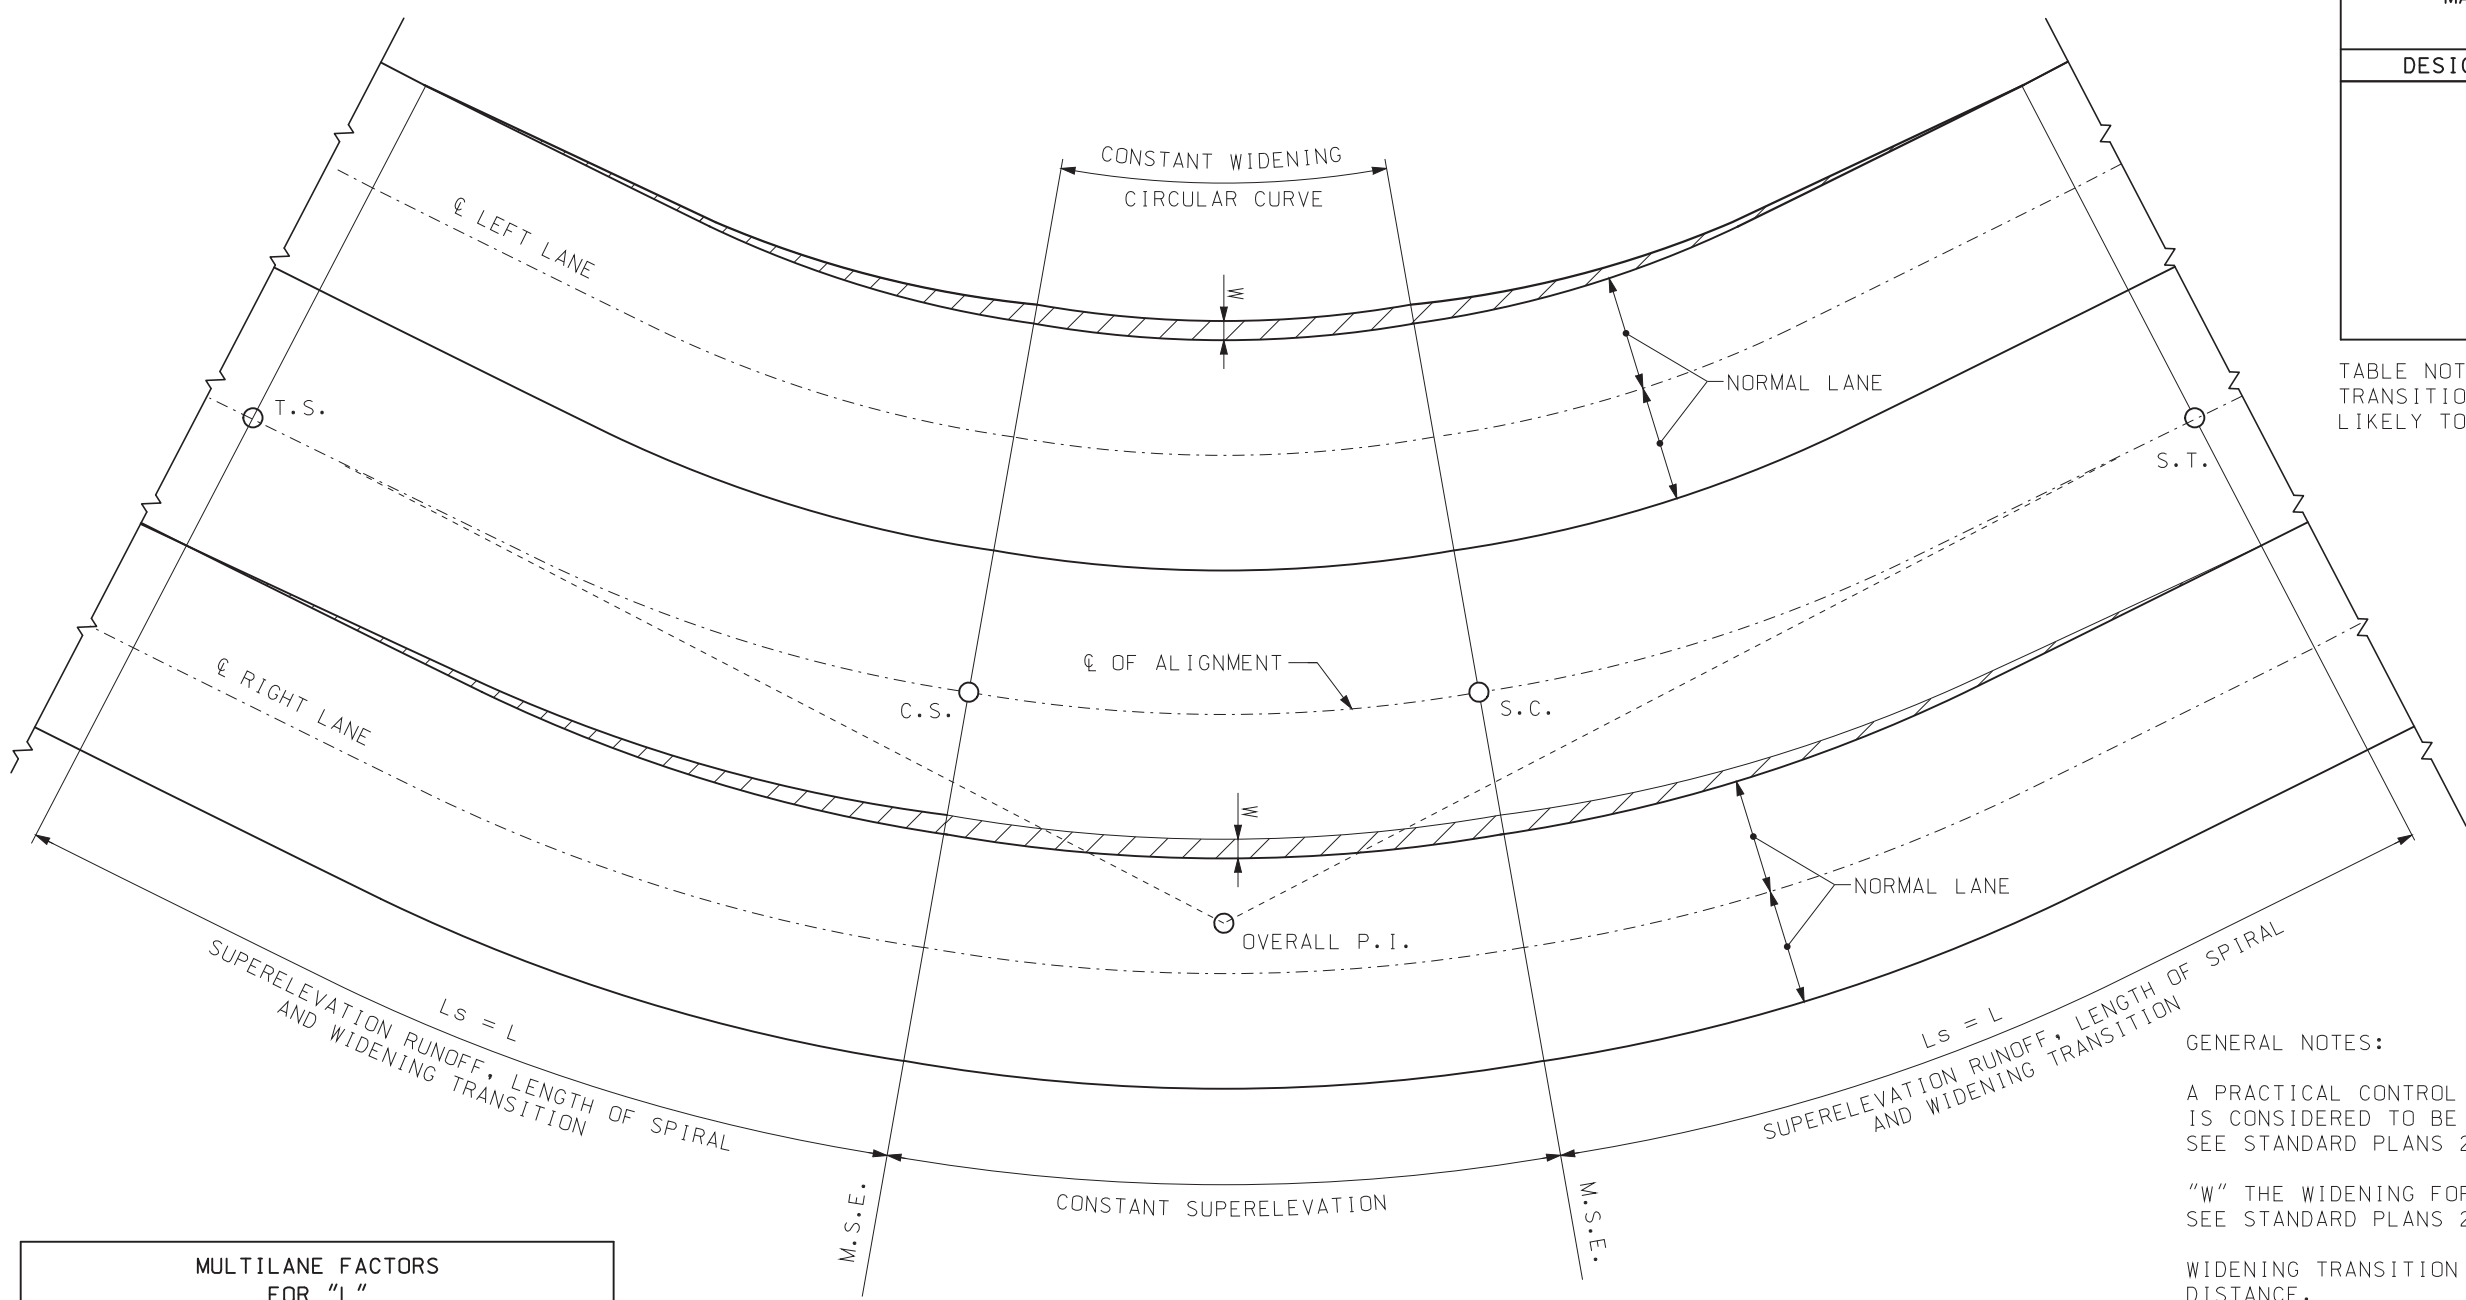 CONSTANT WIDENING
CIRCULAR CURVE
℄ LEFT LANE
W
NORMAL LANE
T.S.
S.T.
℄ OF ALIGNMENT
C.S.
S.C.
℄ RIGHT LANE
W
NORMAL LANE
OVERALL P.I.
Ls = L
SUPERELEVATION RUNOFF, LENGTH OF SPIRAL
AND WIDENING TRANSITION
Ls = L
SUPERELEVATION RUNOFF, LENGTH OF SPIRAL
AND WIDENING TRANSITION
CONSTANT SUPERELEVATION
M.S.E.
M.S.E.
MULTILANE FACTORS
FOR "L"
DESIG
TABLE NOT
TRANSITIO
LIKELY TO
GENERAL NOTES:
A PRACTICAL CONTROL
IS CONSIDERED TO BE
SEE STANDARD PLANS 2
"W" THE WIDENING FOR
SEE STANDARD PLANS 2
WIDENING TRANSITION
DISTANCE.